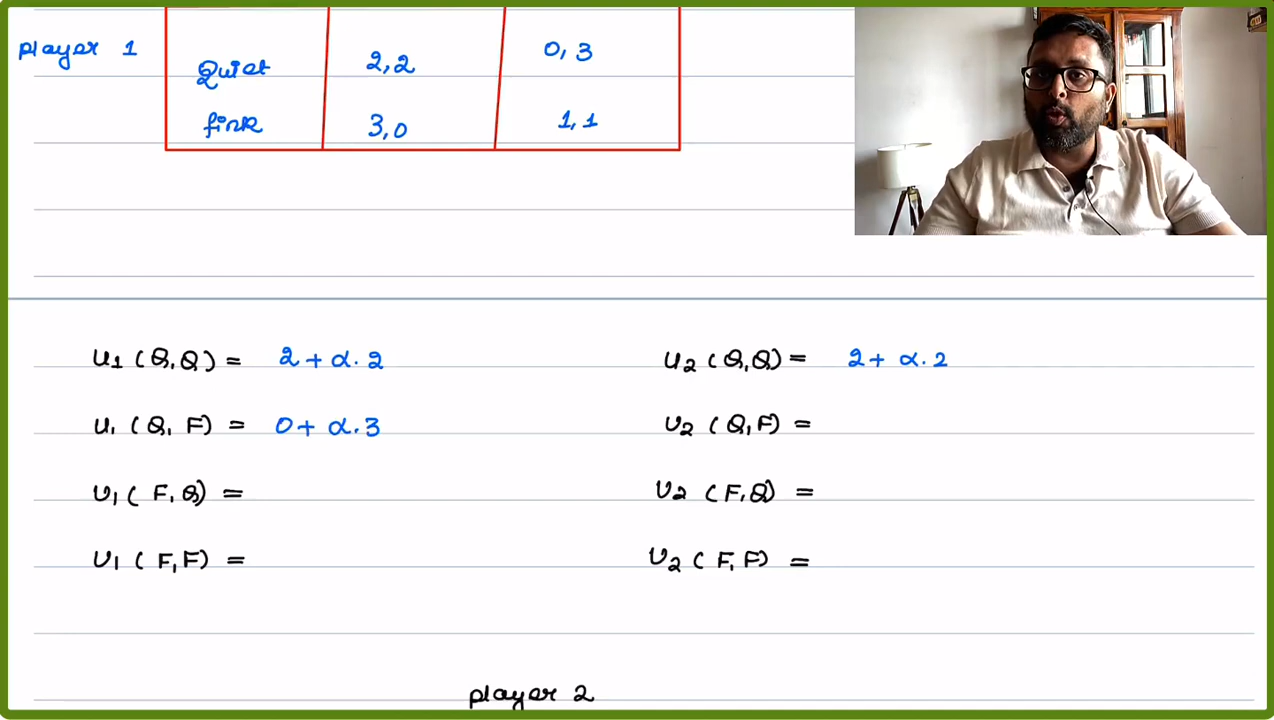 player 1
Quiet 2,2 0,3
fink 3,0 1,1
U1 (Q,Q) = 2 + α.2 U2 (Q,Q) = 2 + α.2
U1 (Q, F) = 0 + α.3 U2 (Q,F) =
U1 (F,Q) = U2 (F,Q) =
U1 (F,F) = U2 (F,F) =
player 2